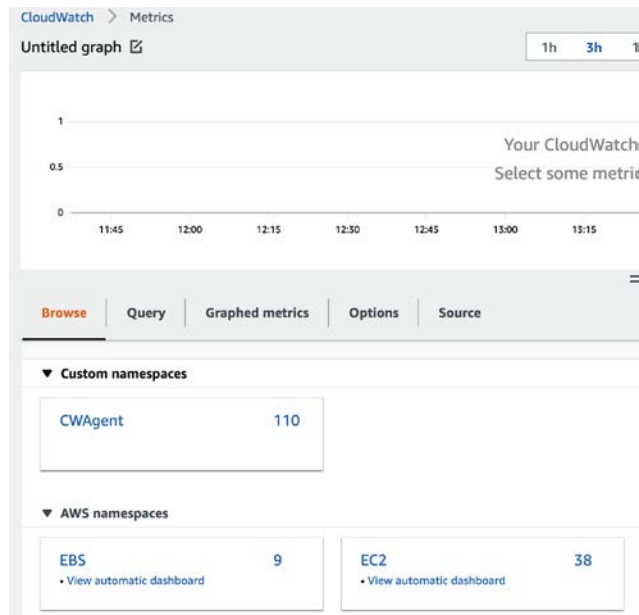 CloudWatch > Metrics
Untitled graph
1h 3h
1
Your CloudWatch
0.5
Select some metric
0
11:45 12:00 12:15 12:30 12:45 13:00 13:15
Browse Query Graphed metrics Options Source
▼ Custom namespaces
CWAgent 110
▼ AWS namespaces
EBS 9 EC2 38
• View automatic dashboard • View automatic dashboard